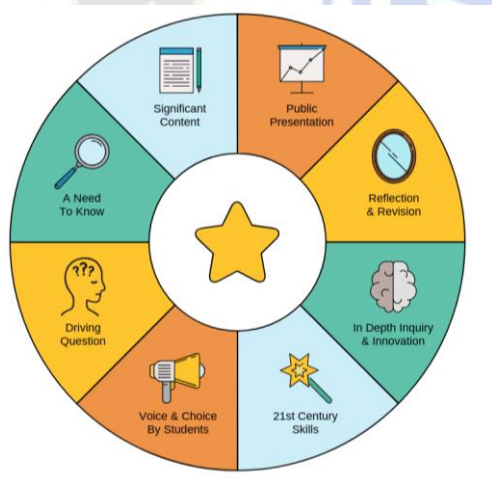 Significant
Content
Public
Presentation
A Need
To Know
Reflection
& Revision
???
Driving
Question
In Depth Inquiry
& Innovation
Voice & Choice
By Students
21st Century
Skills